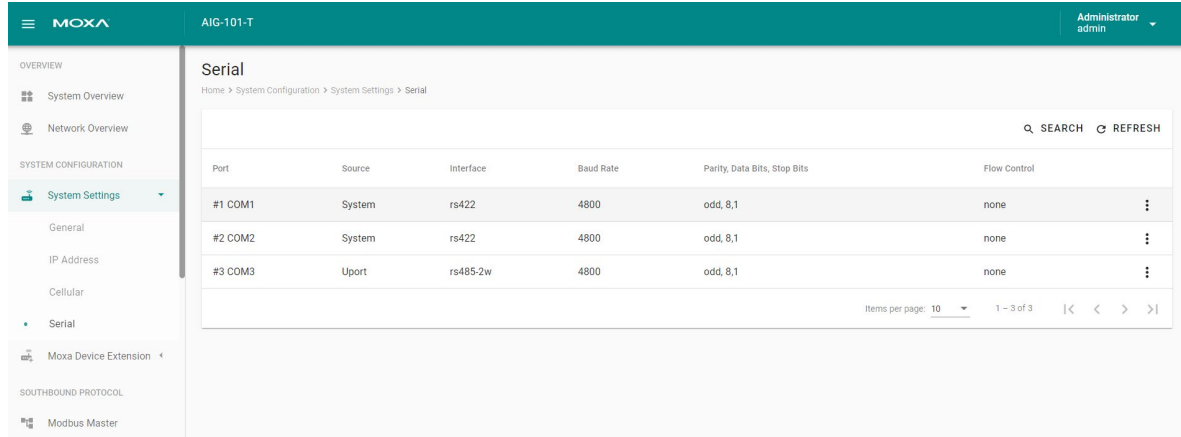 MOXA
AIG-101-T
Administrator
admin
OVERVIEW
System Overview
Network Overview
SYSTEM CONFIGURATION
System Settings
General
IP Address
Cellular
Serial
Moxa Device Extension
SOUTHBOUND PROTOCOL
Modbus Master
Serial
Home > System Configuration > System Settings > Serial
SEARCH REFRESH
Port Source Interface Baud Rate Parity, Data Bits, Stop Bits Flow Control
#1 COM1 System rs422 4800 odd, 8,1 none
#2 COM2 System rs422 4800 odd, 8,1 none
#3 COM3 Uport rs485-2w 4800 odd, 8,1 none
Items per page: 10 1 – 3 of 3